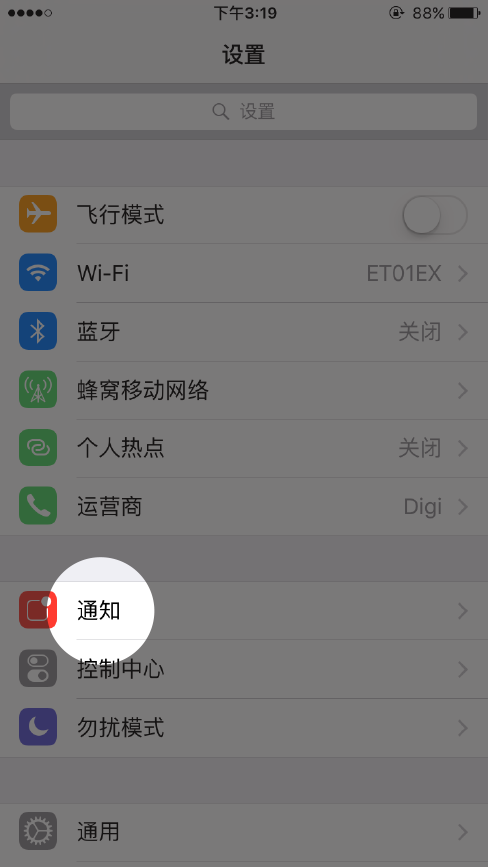 下午3:19
88%
设置
设置
飞行模式
Wi-Fi ET01EX
蓝牙 关闭
蜂窝移动网络
个人热点 关闭
运营商 Digi
通知
控制中心
勿扰模式
通用